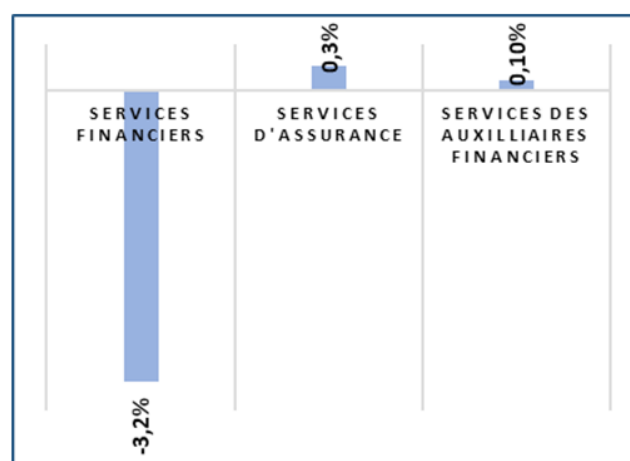 0,3%
0,10%
SERVICES
FINANCIERS
SERVICES
D'ASSURANCE
SERVICES DES
AUXILLIAIRES
FINANCIERS
-3,2%